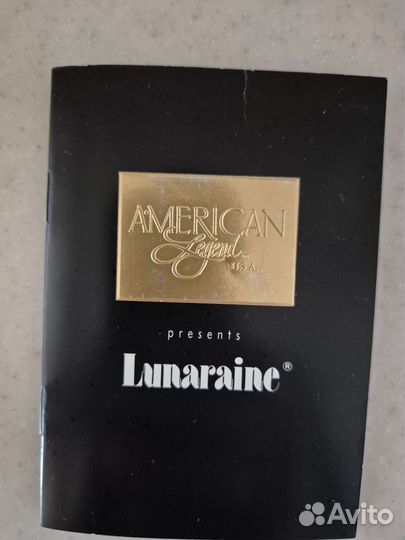 AMERICAN
Legend
U.S.A.
presents
Lunaraine®
Avito